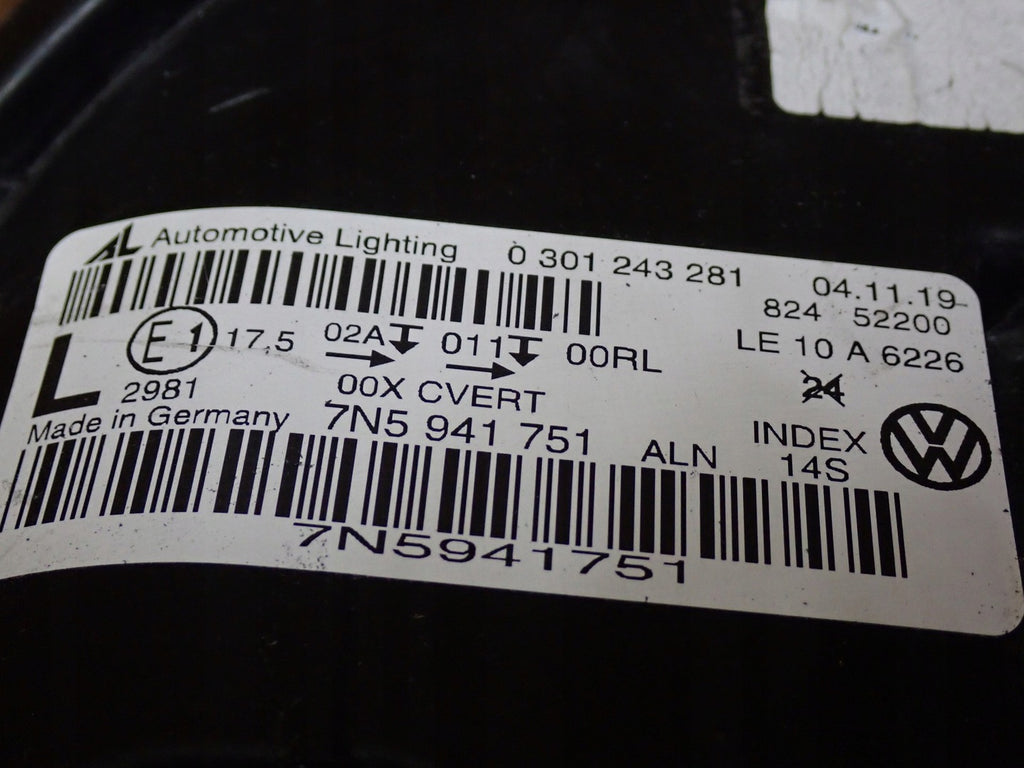 AL Automotive Lighting 0 301 243 281 04.11.19
824 52200
L E1 17,5 02A 011 00RL LE 10 A 6226
2981 00X CVERT 24
Made in Germany 7N5 941 751 ALN INDEX
14S
7N5941751